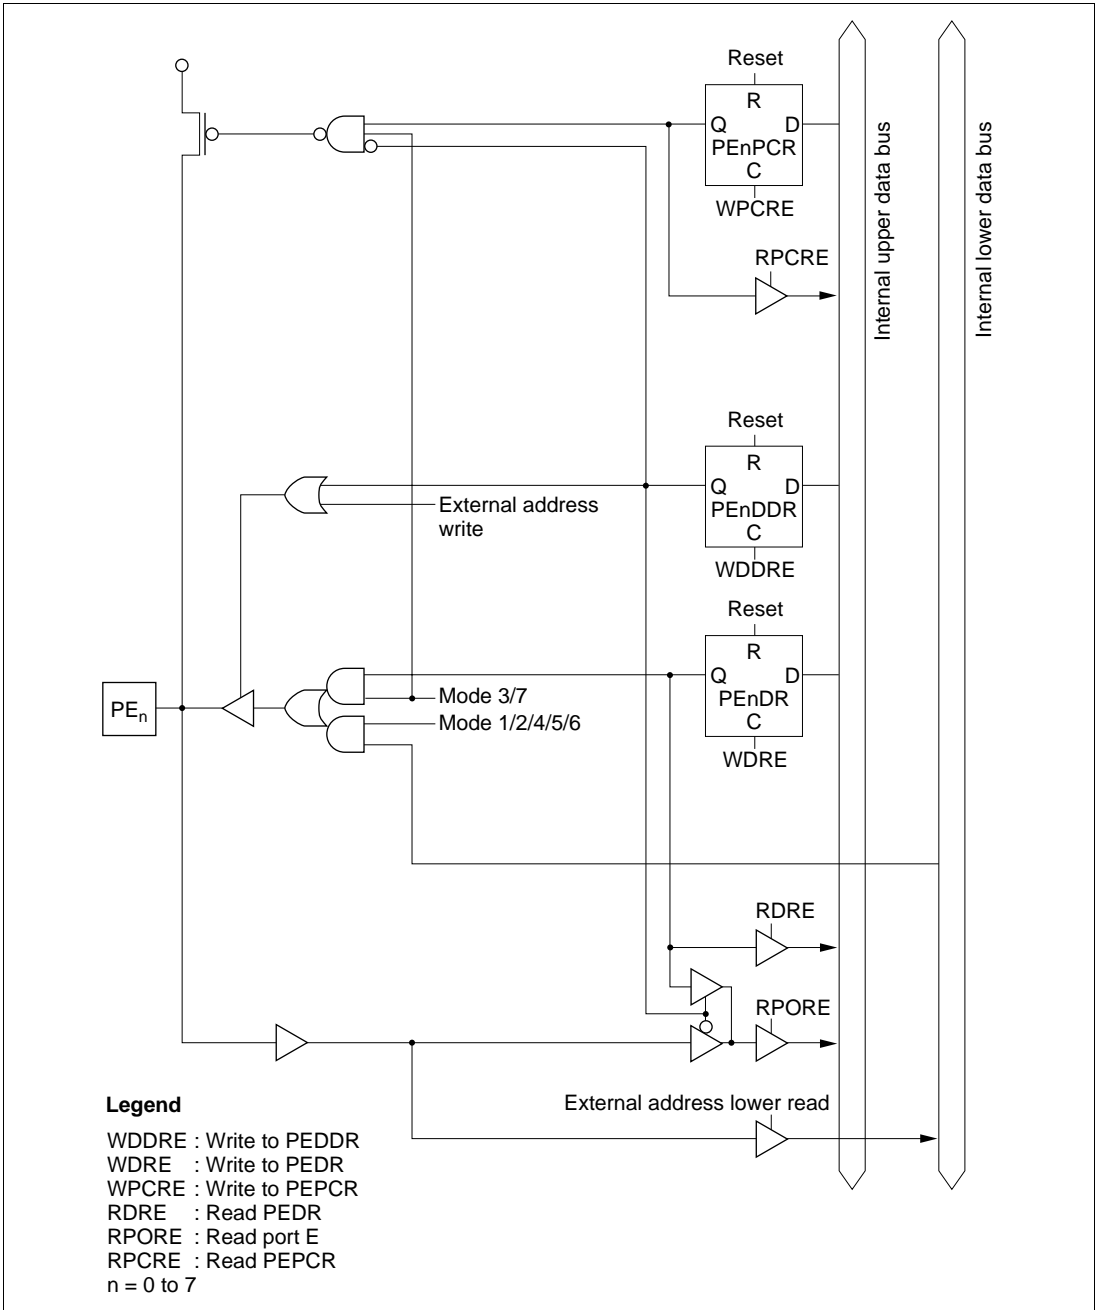 Reset
R
Q D
PEnPCR
C
WPCRE
RPCRE
Internal upper data bus
Internal lower data bus
Reset
R
Q D
PEnDDR
C
WDDRE
External address
write
Reset
R
Q D
PEnDR
C
WDRE
Mode 3/7
Mode 1/2/4/5/6
PEn
RDRE
RPORE
External address lower read
Legend
WDDRE : Write to PEDDR
WDRE : Write to PEDR
WPCRE : Write to PEPCR
RDRE : Read PEDR
RPORE : Read port E
RPCRE : Read PEPCR
n = 0 to 7